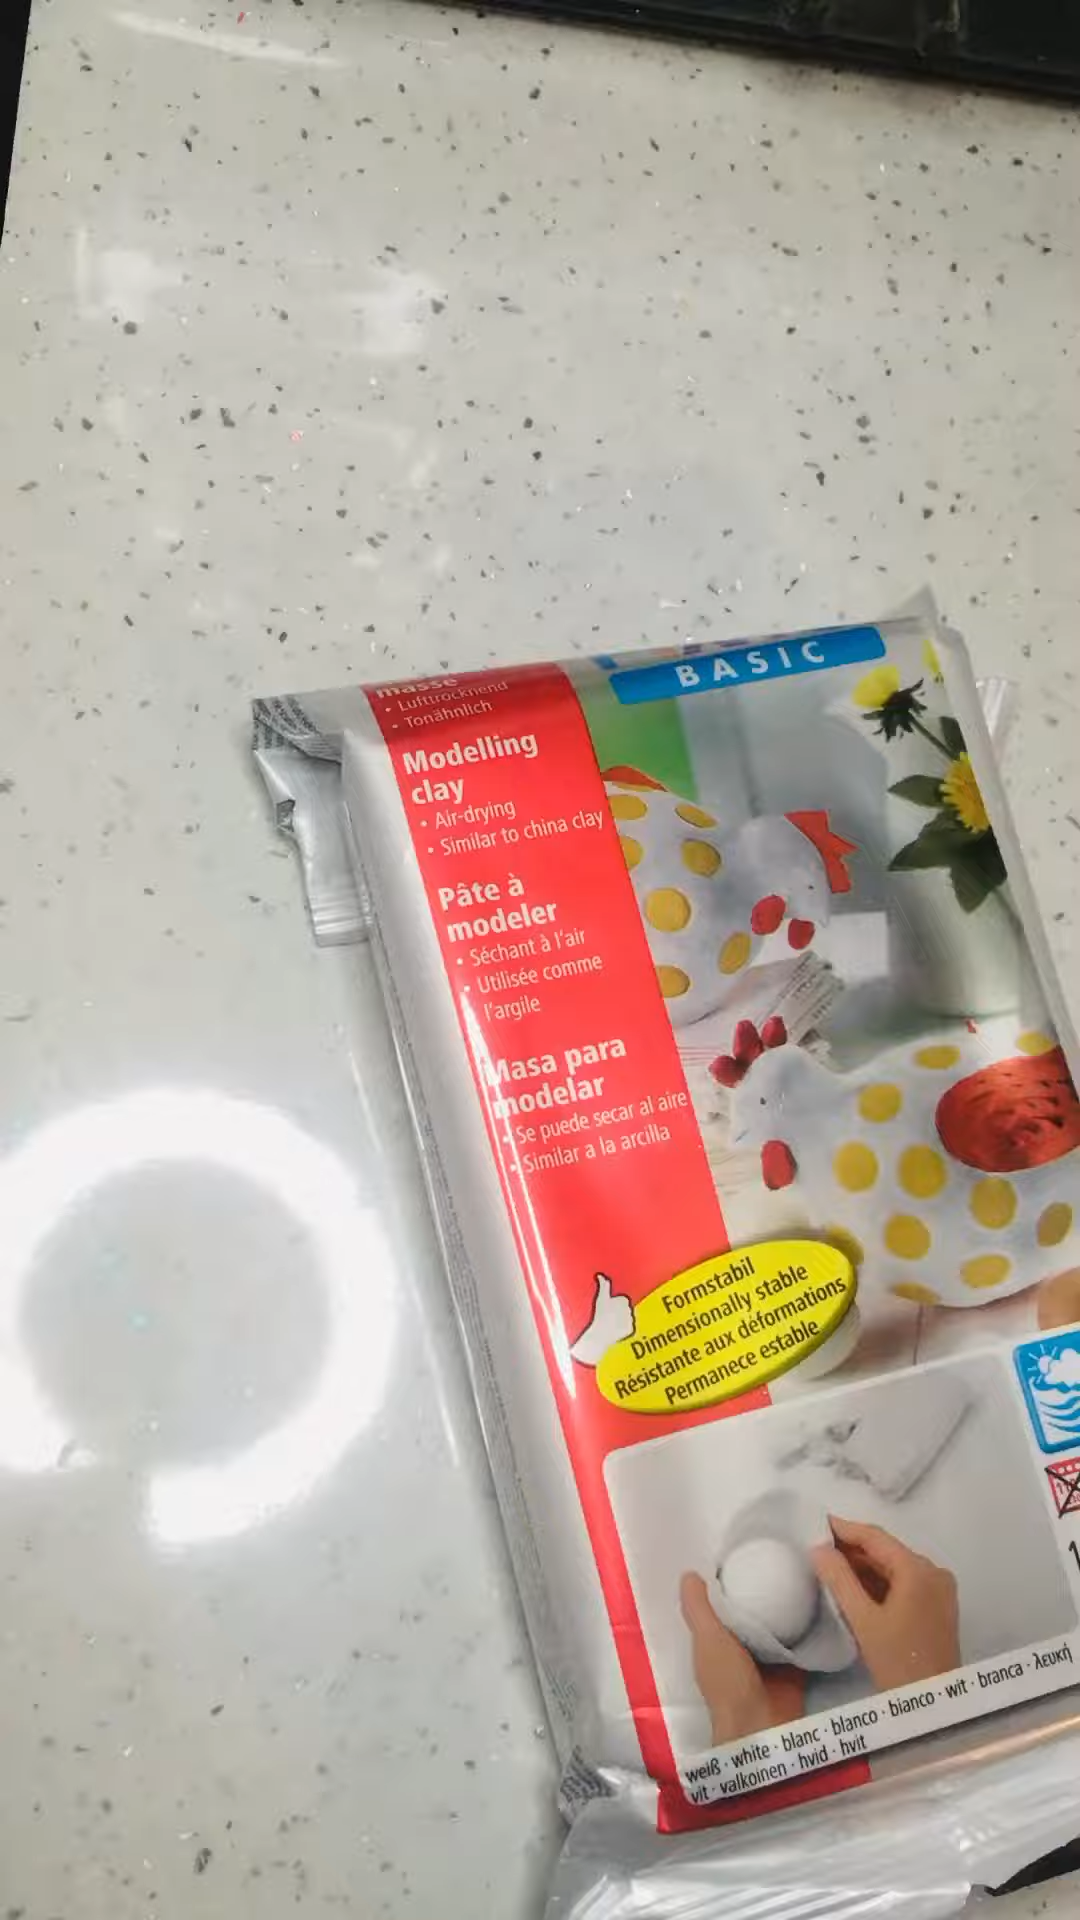 BASIC
masse
• Lufttrocknend
• Tonähnlich
Modelling
clay
• Air-drying
• Similar to china clay
Pâte à
modeler
• Séchant à l'air
• Utilisée comme
l'argile
Masa para
modelar
• Se puede secar al aire
• Similar a la arcilla
Formstabil
Dimensionally stable
Résistante aux déformations
Permanece estable
weiß · white · blanc · blanco · bianco · wit · branca · λευκή
vit · valkoinen · hvid · hvit